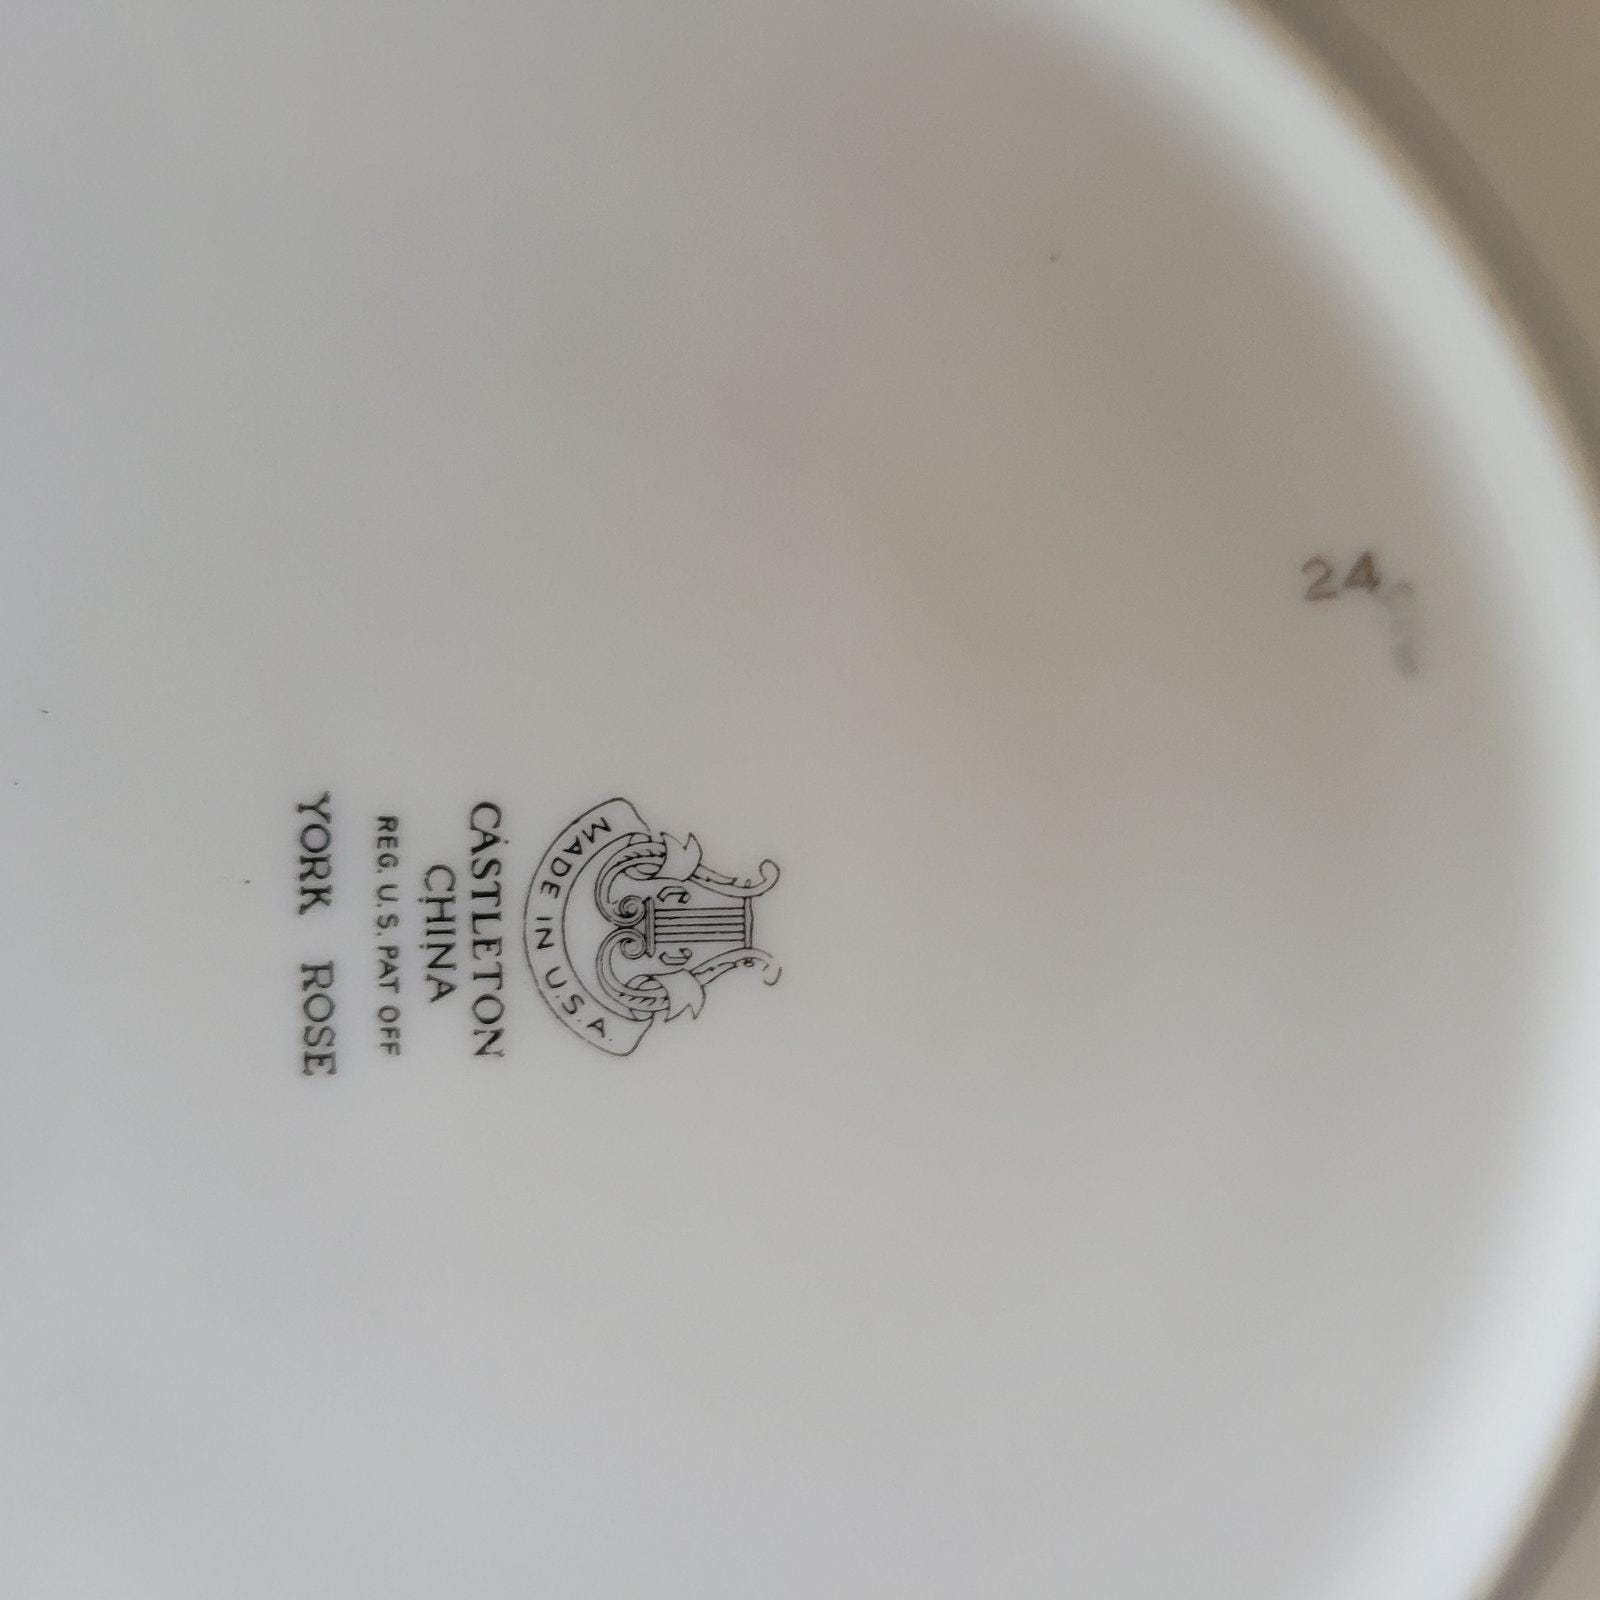 MADE IN U.S.A.
CASTLETON
CHINA
REG. U.S. PAT OFF
YORK ROSE
24